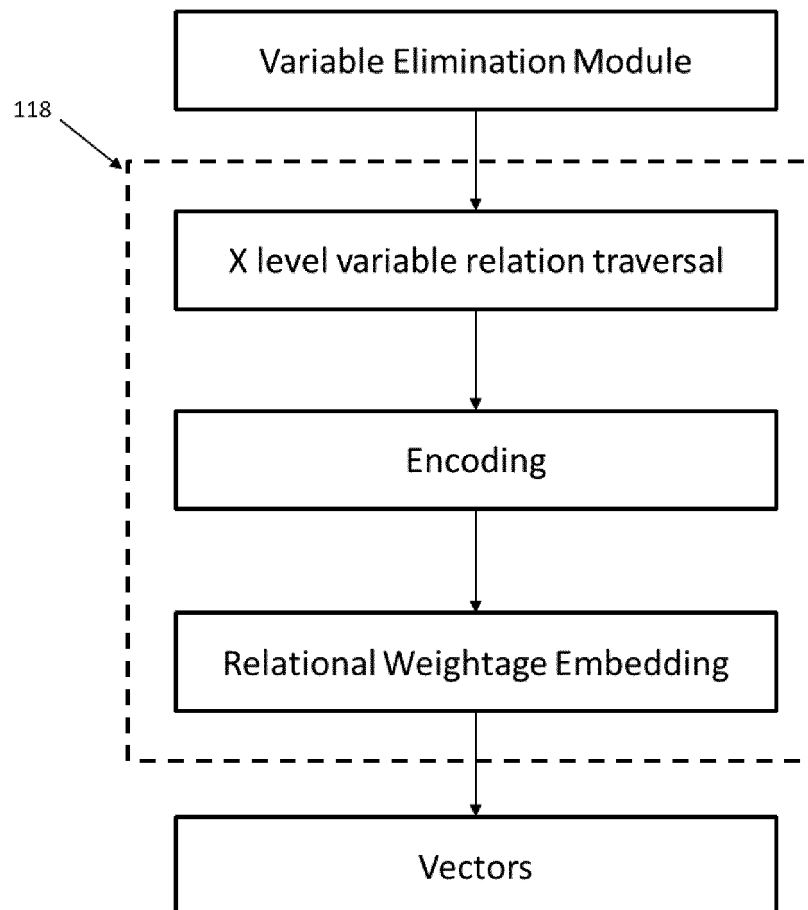 Variable Elimination Module
118
X level variable relation traversal
Encoding
Relational Weightage Embedding
Vectors